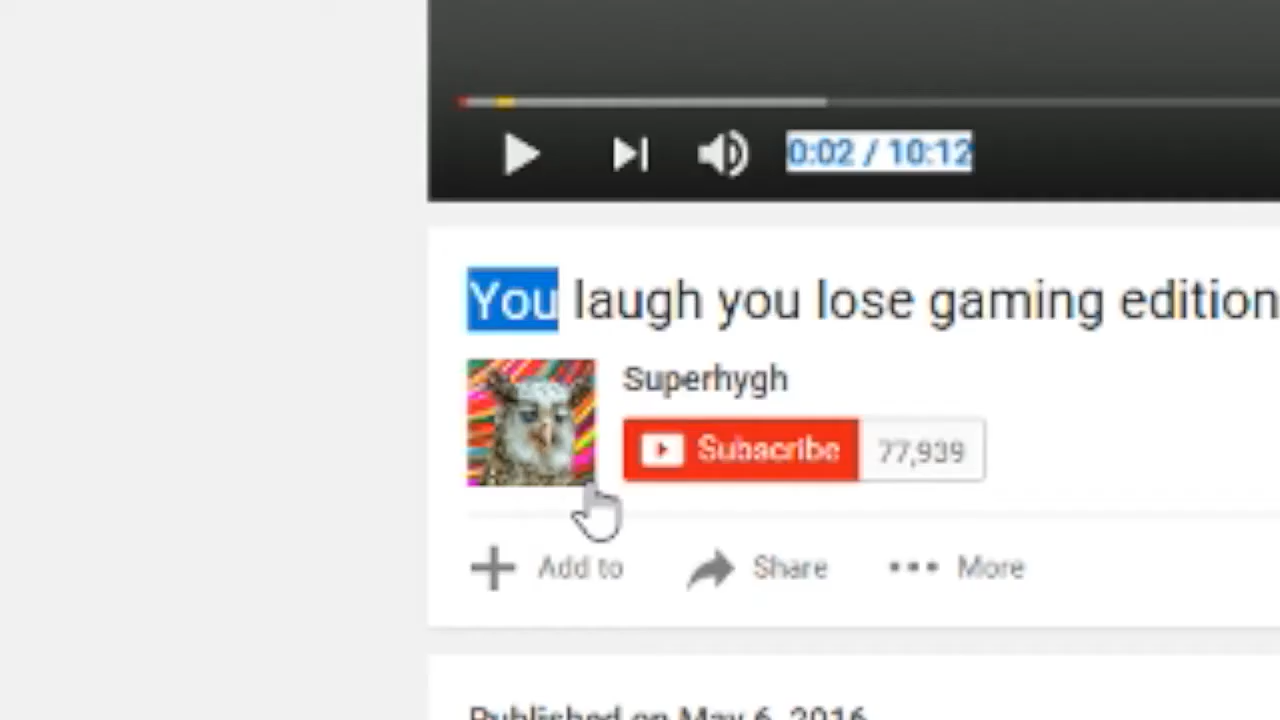 0:02 / 10:12
You laugh you lose gaming edition
Superhygh
Subscribe 77,939
Add to Share More
Published on May 6, 2016